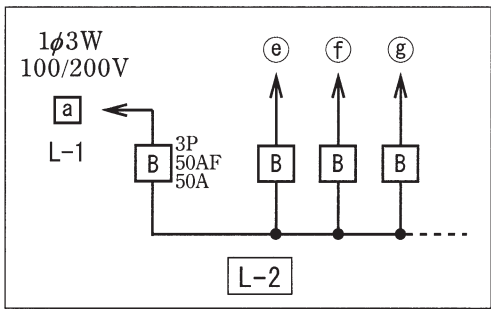 1φ3W
100/200V
a
L-1
B
3P
50AF
50A
ⓔ ⓕ ⓖ
B B B
L-2